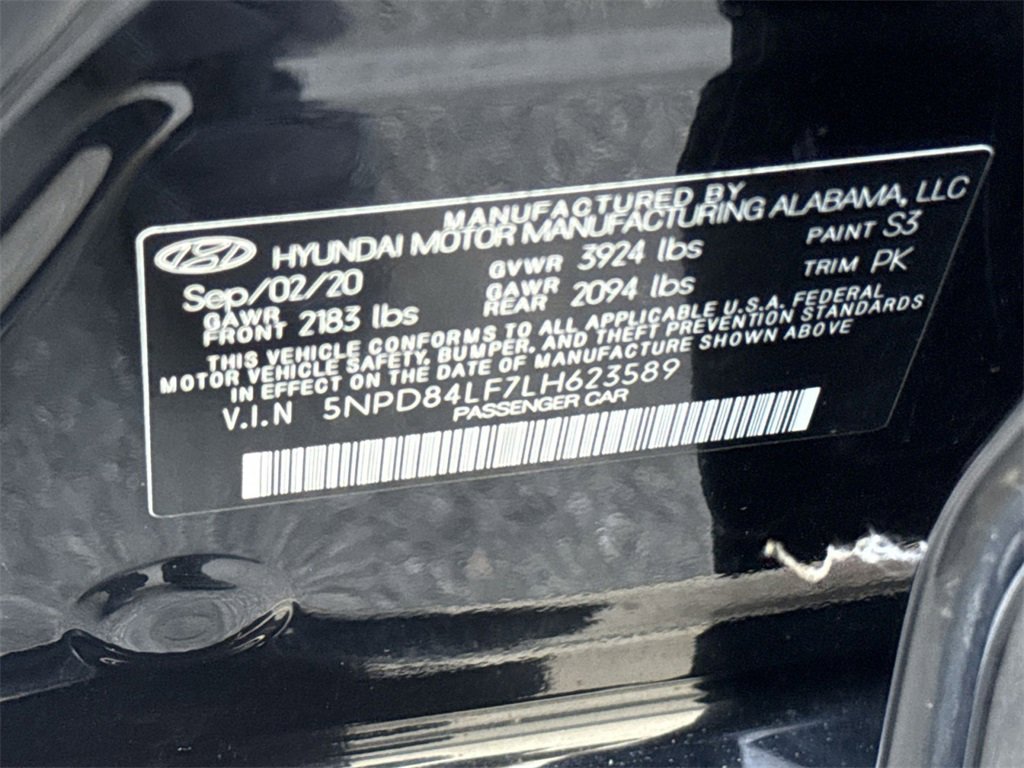 MANUFACTURED BY
HYUNDAI MOTOR MANUFACTURING ALABAMA, LLC
Sep/02/20 GVWR 3924 lbs PAINT S3
GAWR FRONT 2183 lbs GAWR REAR 2094 lbs TRIM PK
THIS VEHICLE CONFORMS TO ALL APPLICABLE U.S.A. FEDERAL
MOTOR VEHICLE SAFETY, BUMPER, AND THEFT PREVENTION STANDARDS
IN EFFECT ON THE DATE OF MANUFACTURE SHOWN ABOVE
V.I.N 5NPD84LF7LH623589
PASSENGER CAR